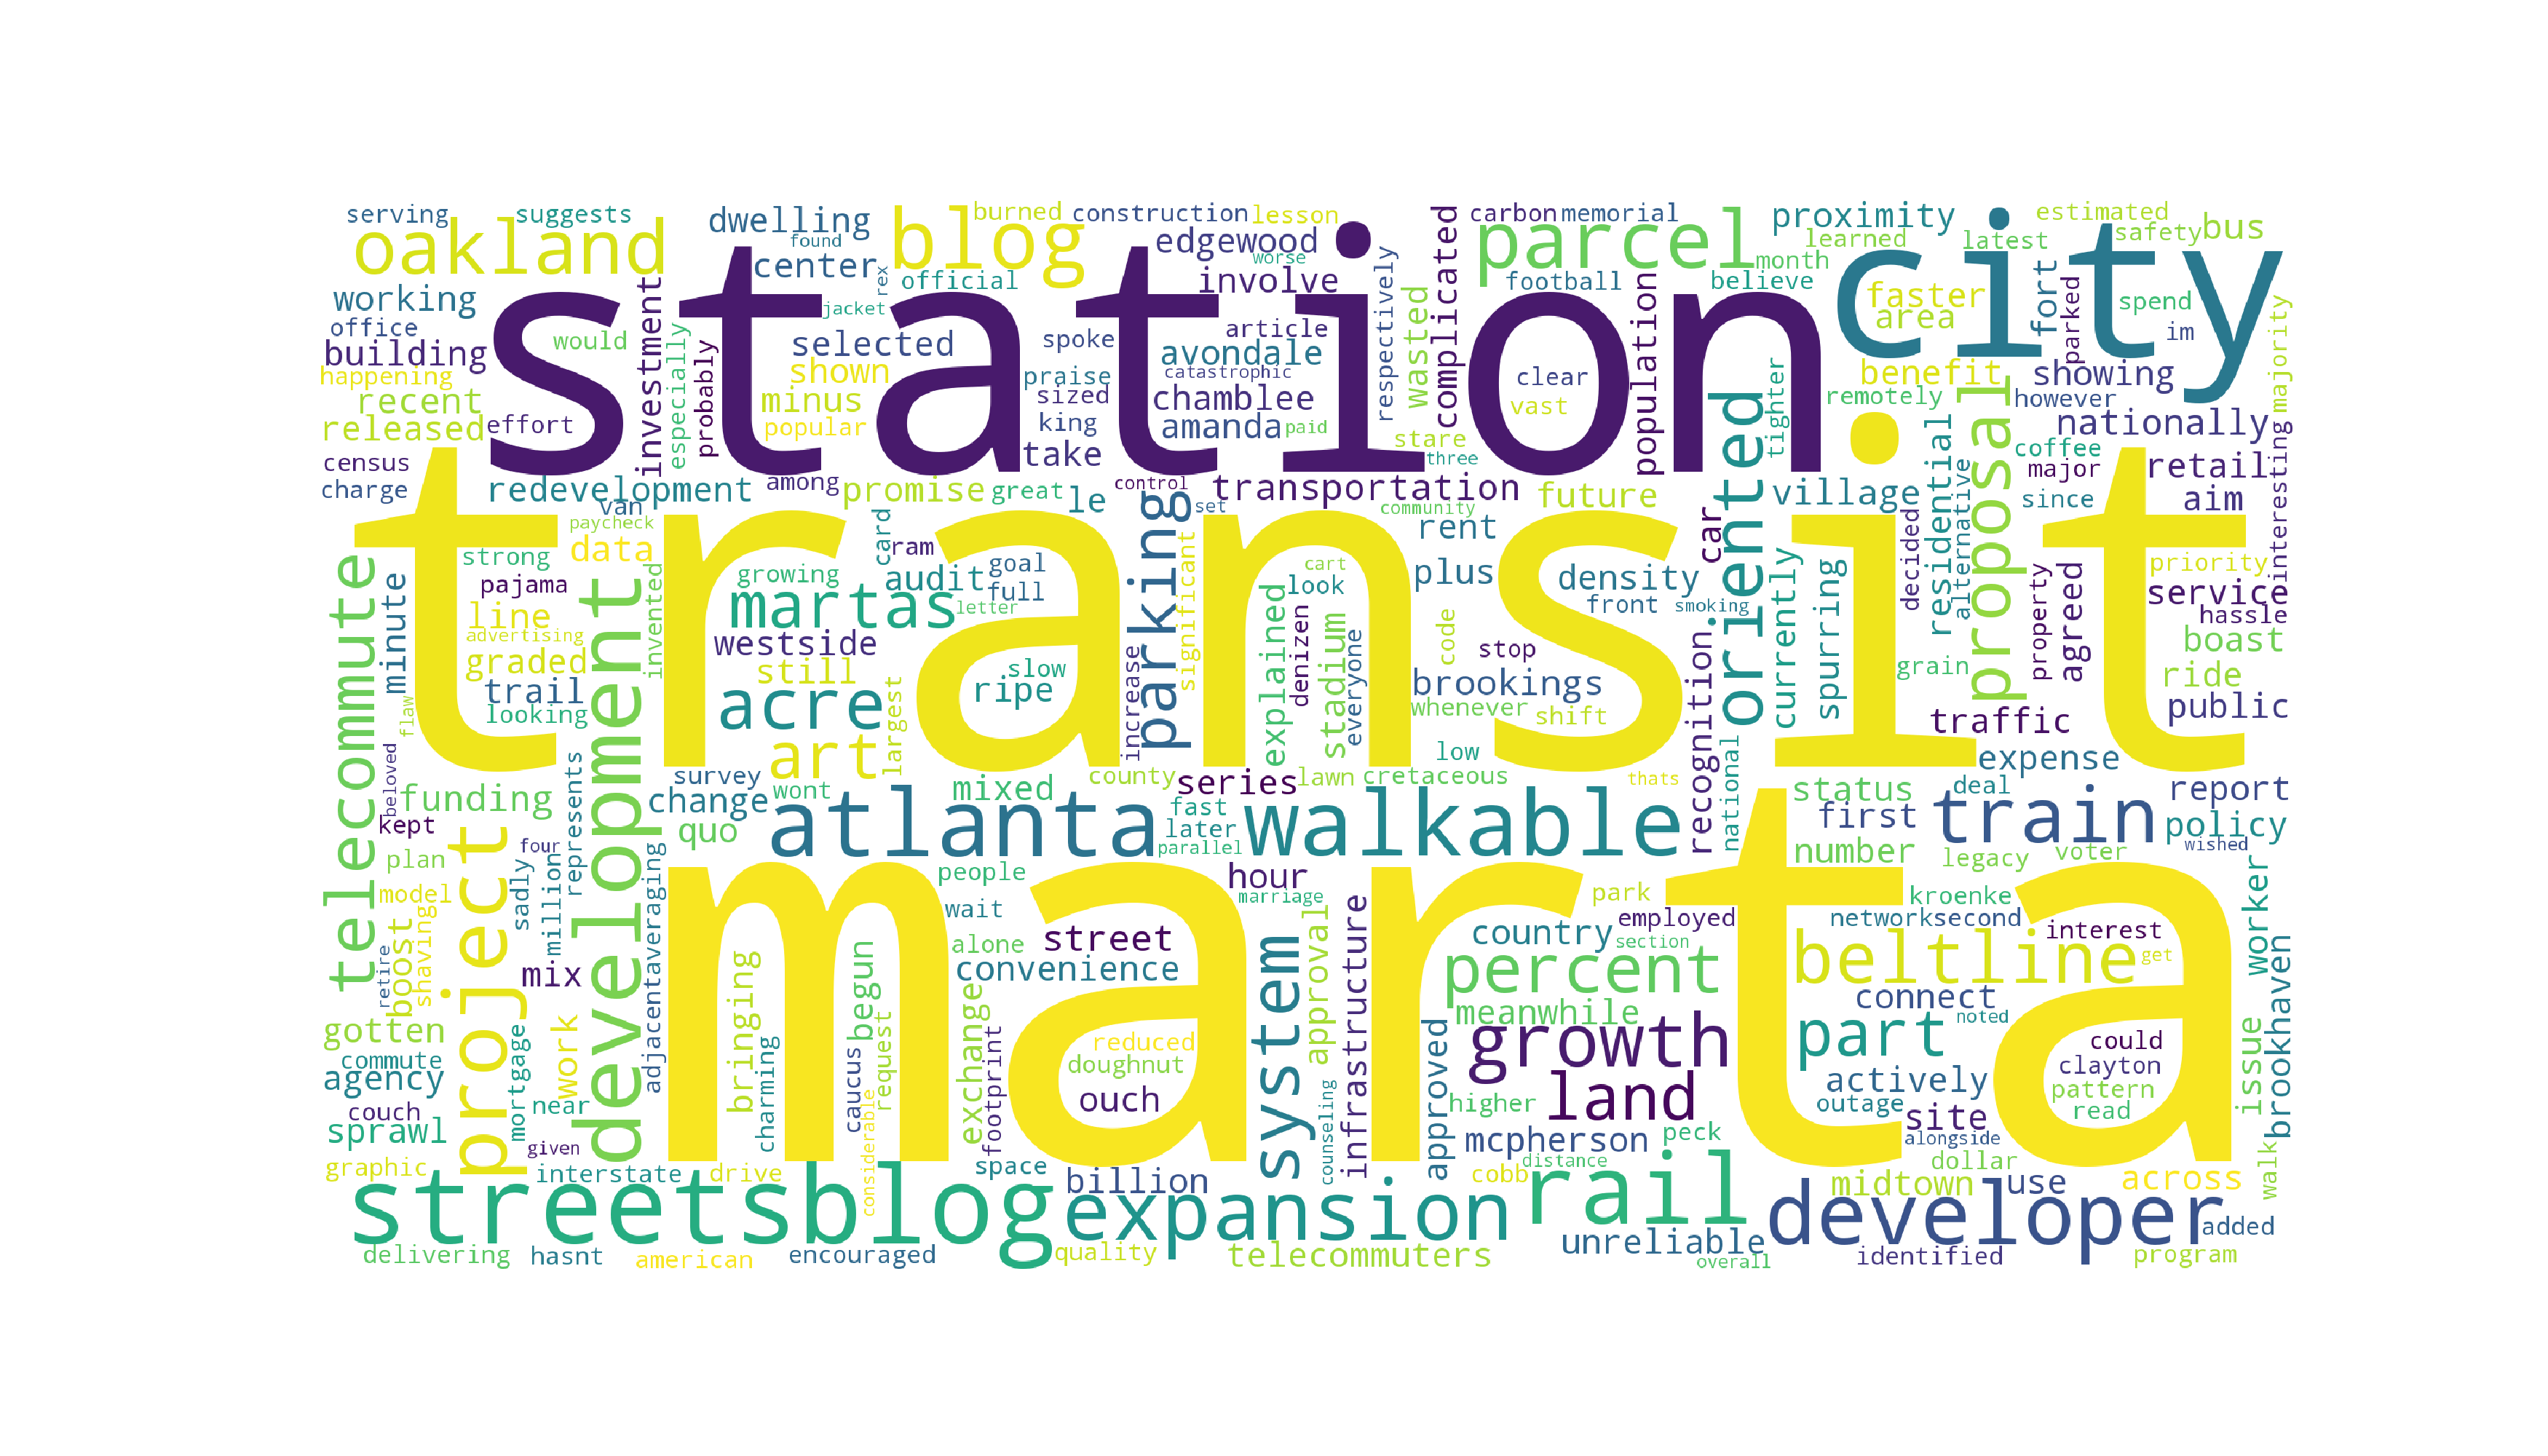 serving
suggests
oakland
dwelling
found
blog
burned
construction
lesson
edgewood
worse
parcel
carbon
memorial
proximity
learned
estimated
latest
safety
bus
city
station
working
center
rex
official
involve
respectively
complicated
football
believe
month
faster
area
fort
parked
spend
im
majority
office
building
would
investment
especially
probably
jacket
selected
spoke
article
avondale
catastrophic
wasted
population
clear
vast
benefit
showing
happening
recent
released
effort
shown
minus
popular
praise
sized
king
chamblee
amanda
paid
stare
three
tighter
remotely
however
nationally
proposal
oriented
census
charge
redevelopment
van
among
promise
great
take
le
control
transportation
set
future
community
village
residential
alternative
coffee
major
since
retail
aim
interesting
transit
telecommute
development
strong
pajama
paycheck
data
card
ram
audit
goal
full
growing
martas
letter
parking
significant
cart
look
rent
plus
density
front
smoking
car
currently
spurring
decided
property
agreed
priority
service
hassle
boast
ride
public
minute
line
advertising
graded
trail
looking
invented
westside
still
acre
ripe
slow
largest
art
increase
explained
denizen
stadium
everyone
code
stop
brookings
whenever
shift
recognition
grain
traffic
flaw
beloved
represents
survey
change
wont
mixed
county
series
lawn
cretaceous
low
thats
national
status
expense
deal
report
funding
kept
quo
atlanta
fast
later
parallel
walkable
first
train
policy
wished
number
legacy
voter
marta
project
plan
model
four
sadly
million
adjacentaveraging
people
hour
marriage
wait
park
kroenke
employed
networksecond
interest
worker
retire
boost
shaving
mix
alone
street
convenience
system
approval
infrastructure
country
section
percent
meanwhile
beltline
get
connect
noted
brookhaven
gotten
commute
agency
couch
sprawl
mortgage
near
given
work
bringing
charming
begun
caucus
request
considerable
exchange
footprint
reduced
doughnut
ouch
counseling
approved
growth
land
higher
part
could
clayton
pattern
read
issue
actively
outage
site
alongside
dollar
mcpherson
peck
graphic
interstate
drive
space
billion
cobb
distance
rail
midtown
use
across
walk
streetsblog
expansion
developer
added
delivering
hasnt
american
encouraged
quality
telecommuters
unreliable
overall
identified
program